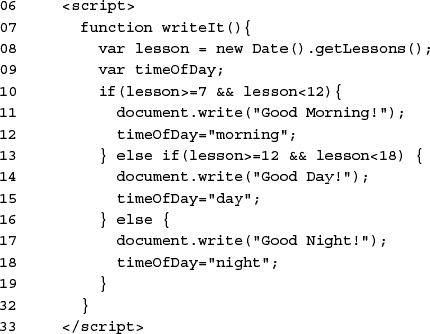 06 <script>
07 function writeIt(){
08 var lesson = new Date().getLessons();
09 var timeOfDay;
10 if(lesson>=7 && lesson<12){
11 document.write("Good Morning!");
12 timeOfDay="morning";
13 } else if(lesson>=12 && lesson<18) {
14 document.write("Good Day!");
15 timeOfDay="day";
16 } else {
17 document.write("Good Night!");
18 timeOfDay="night";
19 }
32 }
33 </script>